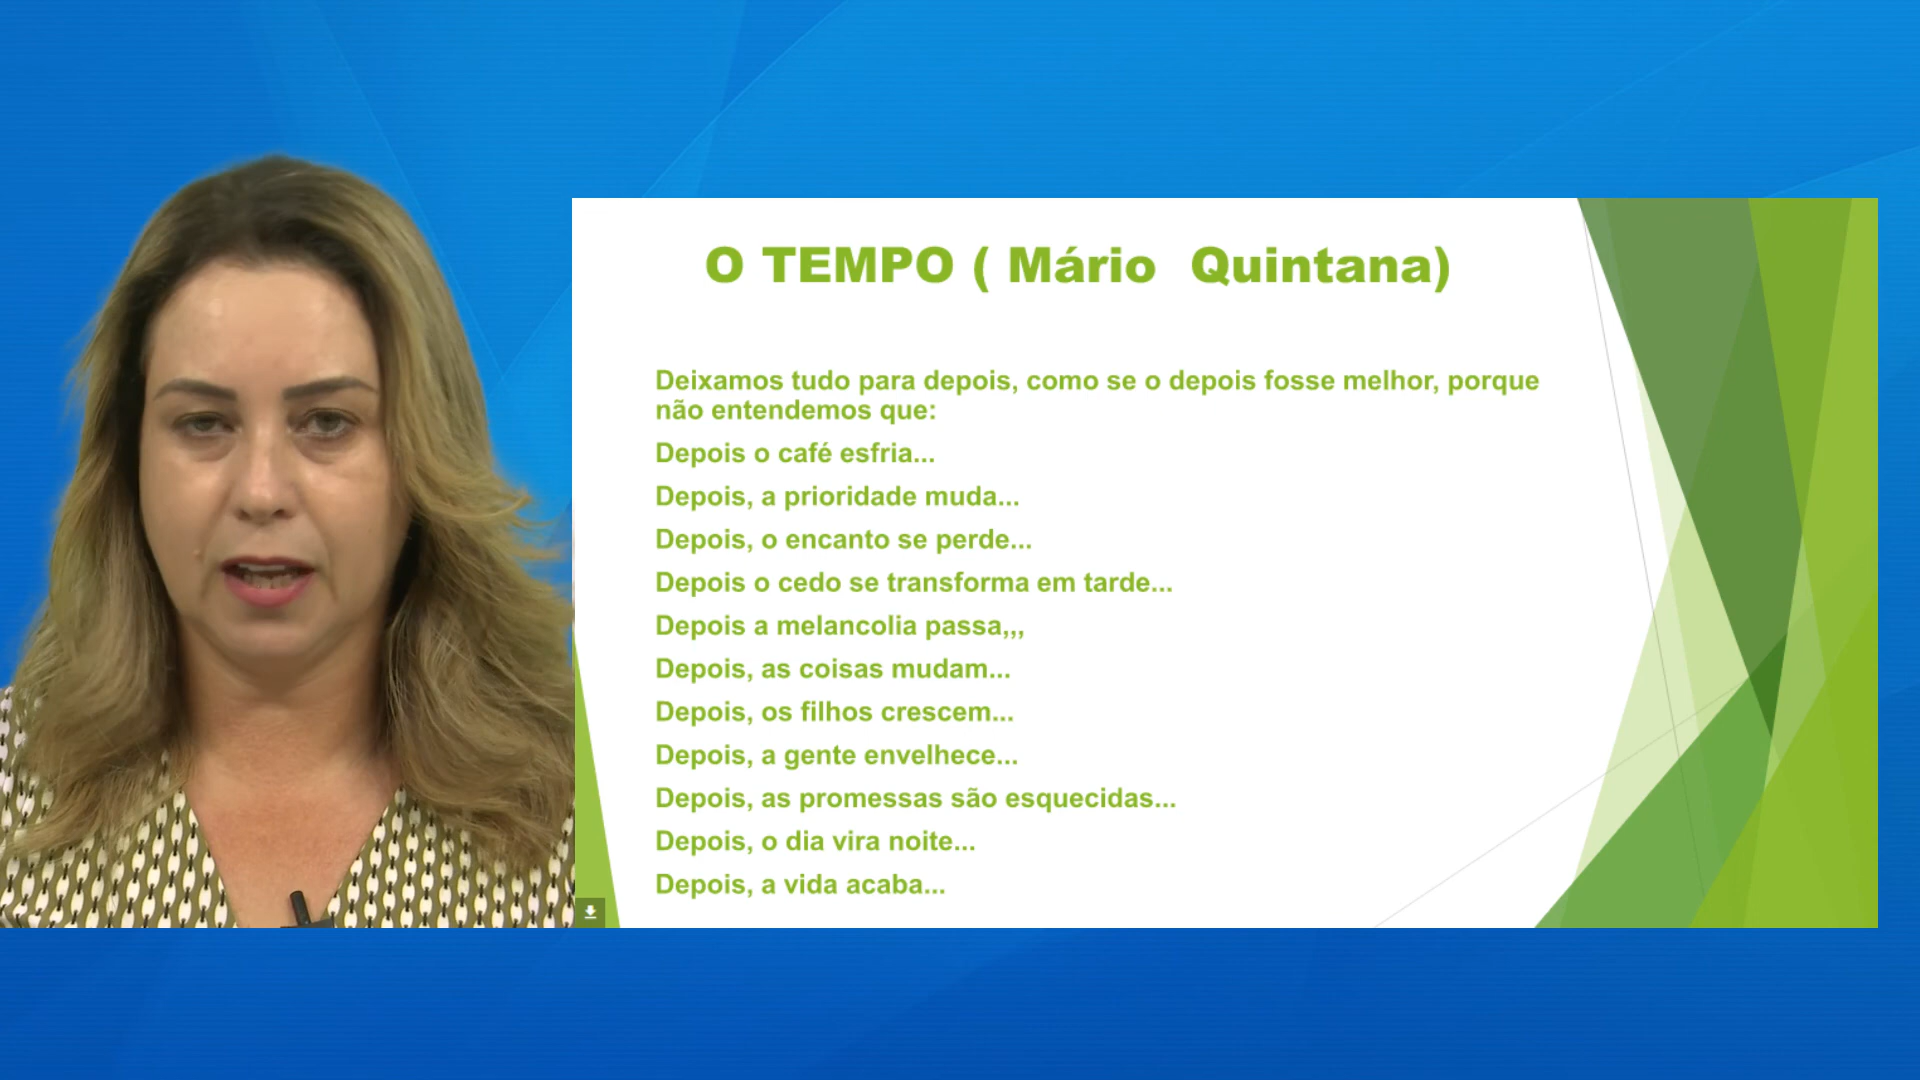 O TEMPO ( Mário  Quintana)
Deixamos tudo para depois, como se o depois fosse melhor, porque
não entendemos que:
Depois o café esfria...
Depois, a prioridade muda...
Depois, o encanto se perde...
Depois o cedo se transforma em tarde...
Depois a melancolia passa,,,
Depois, as coisas mudam...
Depois, os filhos crescem...
Depois, a gente envelhece...
Depois, as promessas são esquecidas...
Depois, o dia vira noite...
Depois, a vida acaba...